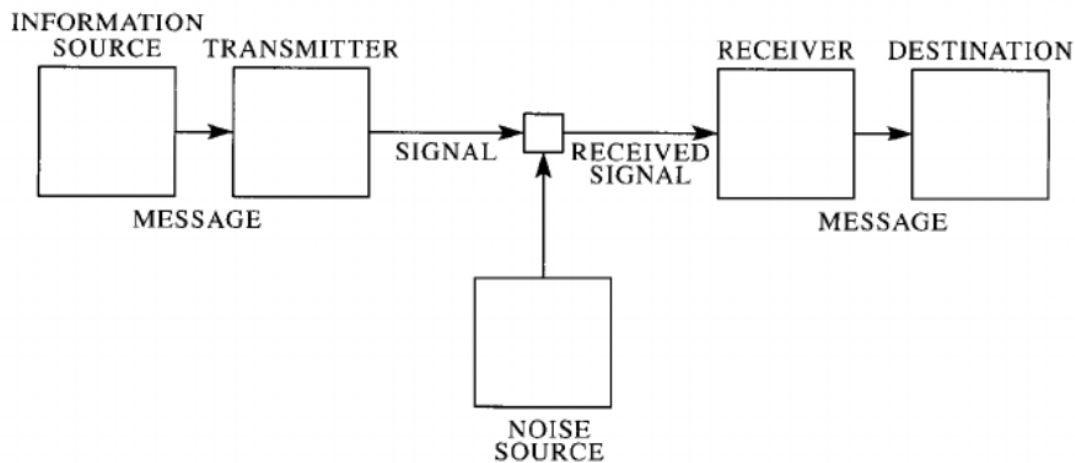 INFORMATION
SOURCE
TRANSMITTER
RECEIVER
DESTINATION
SIGNAL
RECEIVED
SIGNAL
MESSAGE
MESSAGE
NOISE
SOURCE